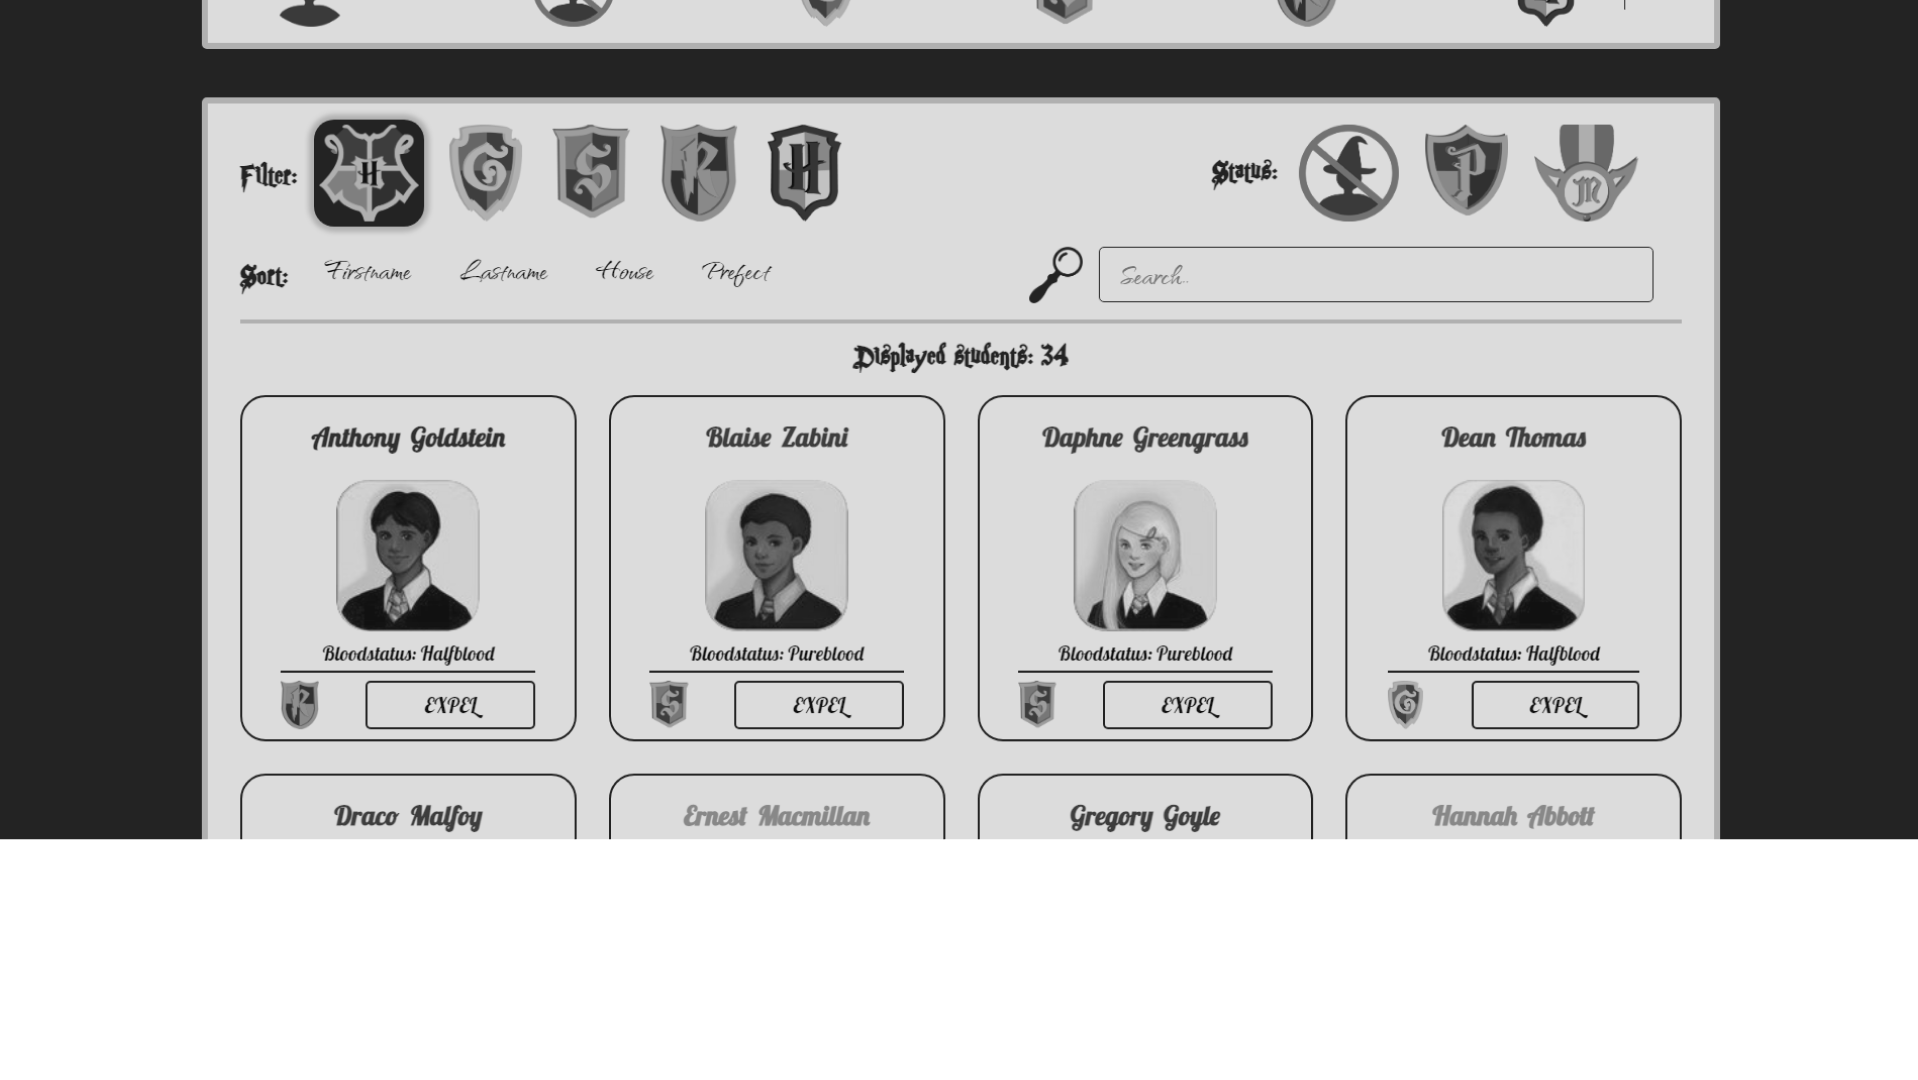 Filter: H G S R H Status: P M
Sort: Firstname Lastname House Prefect Search..
Displayed students: 34
Anthony Goldstein Blaise Zabini Daphne Greengrass Dean Thomas
Bloodstatus: Halfblood Bloodstatus: Pureblood Bloodstatus: Pureblood Bloodstatus: Halfblood
R EXPEL S EXPEL S EXPEL G EXPEL
Draco Malfoy Ernest Macmillan Gregory Goyle Hannah Abbott